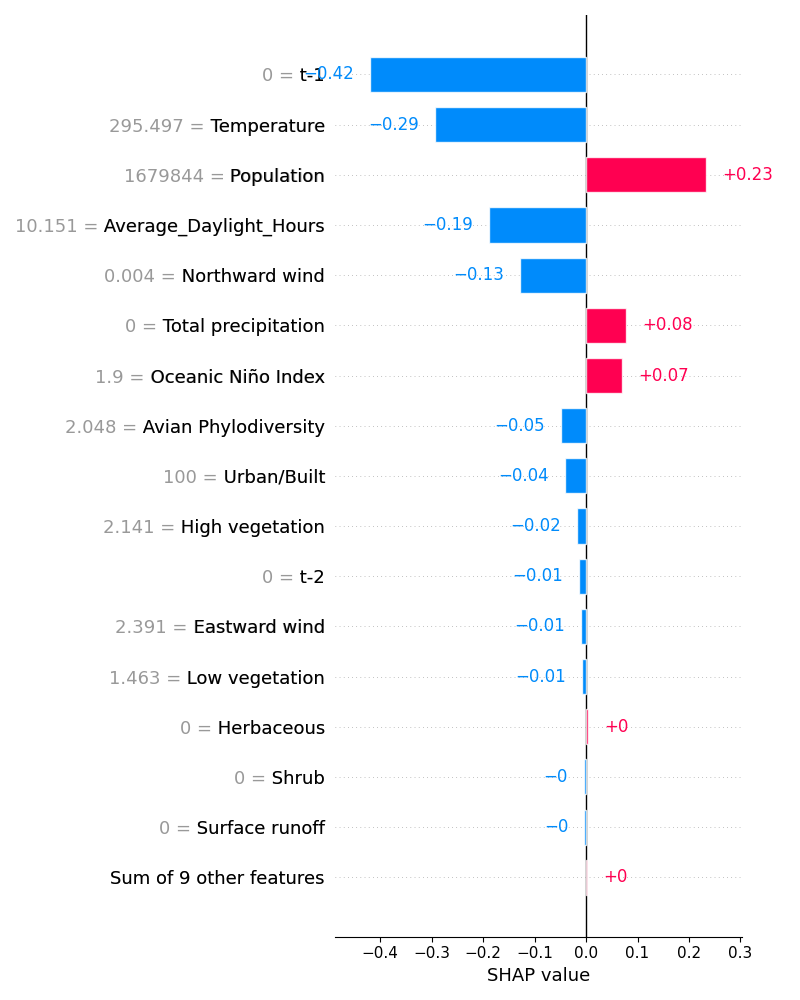 0 = t-1 −0.42
295.497 = Temperature −0.29
1679844 = Population +0.23
10.151 = Average_Daylight_Hours −0.19
0.004 = Northward wind −0.13
0 = Total precipitation +0.08
1.9 = Oceanic Niño Index +0.07
2.048 = Avian Phylodiversity −0.05
100 = Urban/Built −0.04
2.141 = High vegetation −0.02
0 = t-2 −0.01
2.391 = Eastward wind −0.01
1.463 = Low vegetation −0.01
0 = Herbaceous +0
0 = Shrub −0
0 = Surface runoff −0
Sum of 9 other features +0
−0.4 −0.3 −0.2 −0.1 0.0 0.1 0.2 0.3
SHAP value